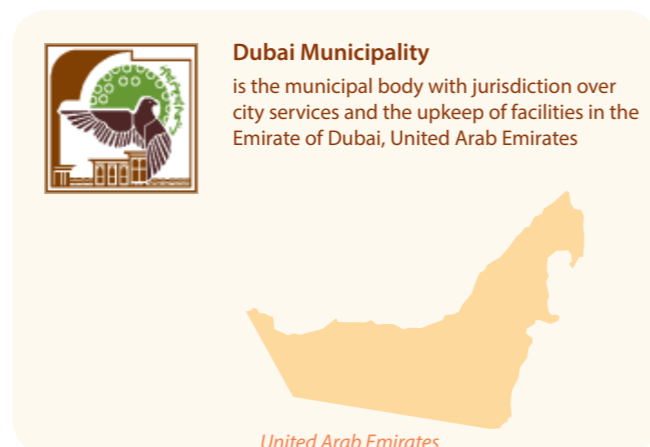 Dubai Municipality
is the municipal body with jurisdiction over
city services and the upkeep of facilities in the
Emirate of Dubai, United Arab Emirates
United Arab Emirates